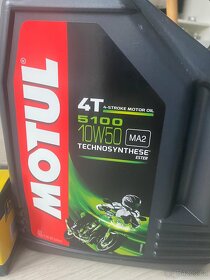 MOTUL
4T
4-STROKE MOTOR OIL
5100
10W50
MA2
TECHNOSYNTHESE
ESTER